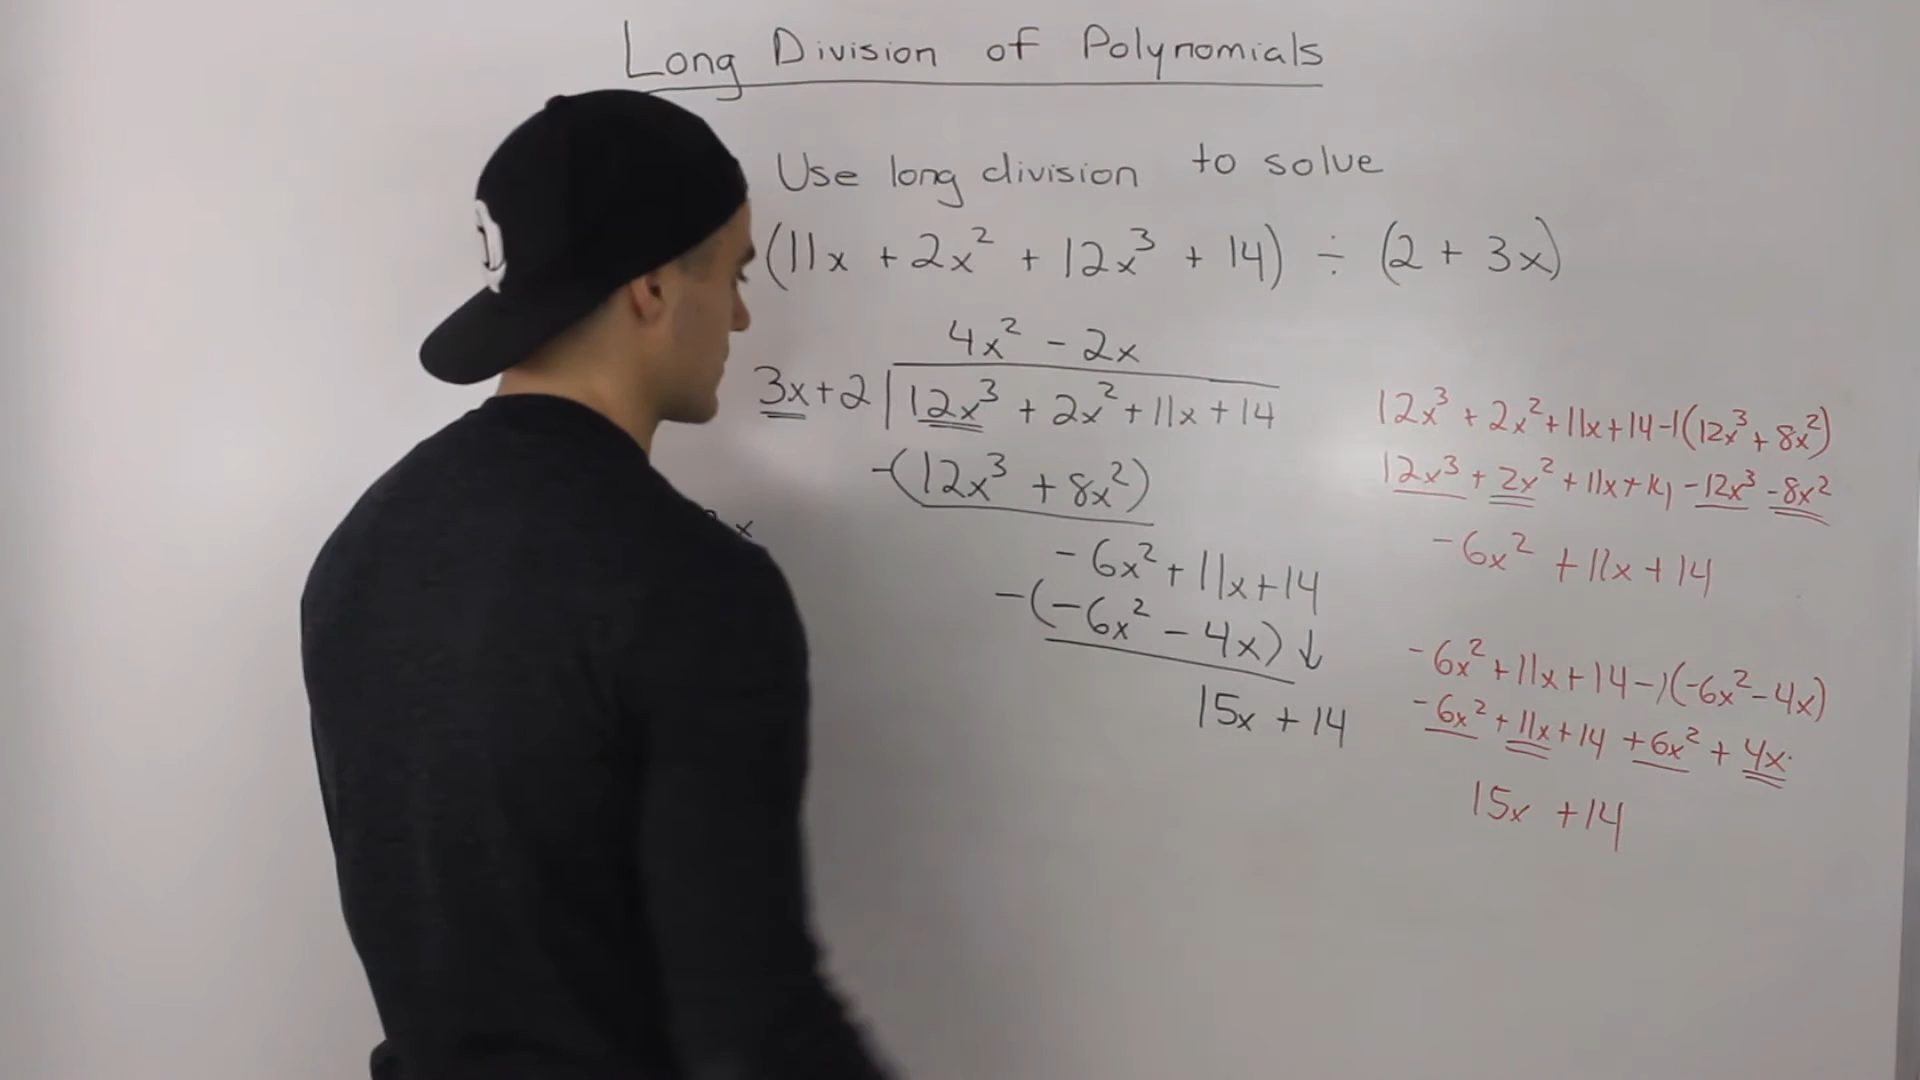 Long Division of Polynomials
Use long division to solve
(11x + 2x² + 12x³ + 14) ÷ (2 + 3x)
4x² - 2x
3x+2 | 12x³ + 2x² + 11x + 14
-(12x³ + 8x²)
-6x² + 11x + 14
-(-6x² - 4x) ↓
15x + 14
12x³ + 2x² + 11x + 14 - 1(12x³ + 8x²)
12x³ + 2x² + 11x + 14 - 12x³ - 8x²
-6x² + 11x + 14
-6x² + 11x + 14 - 1(-6x² - 4x)
-6x² + 11x + 14 + 6x² + 4x
15x + 14